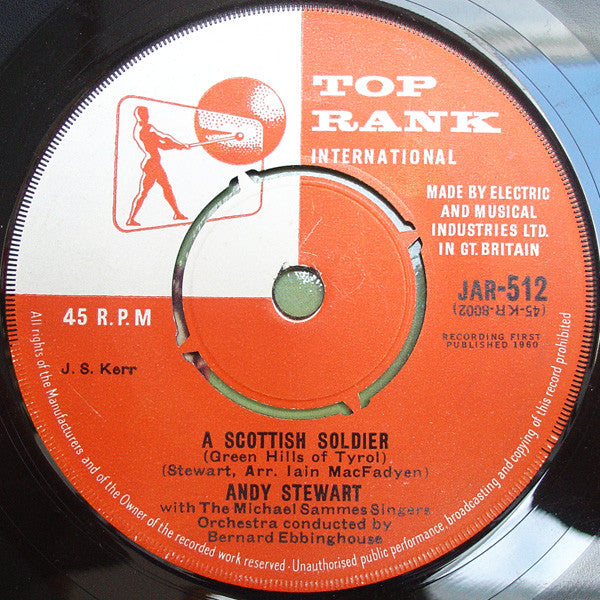 TOP
RANK
INTERNATIONAL
MADE BY ELECTRIC
AND MUSICAL
INDUSTRIES LTD.
IN GT. BRITAIN
JAR-512
(45-K-R-8002)
RECORDING FIRST
PUBLISHED 1960
45 R.P.M
J. S. Kerr
A SCOTTISH SOLDIER
(Green Hills of Tyrol)
(Stewart, Arr. Iain MacFadyen)
ANDY STEWART
with The Michael Sammes Singers
Orchestra conducted by
Bernard Ebbinghouse
All rights of the Manufacturers and of the Owner of the recorded work reserved - Unauthorised public performance, broadcasting and copying of this record prohibited